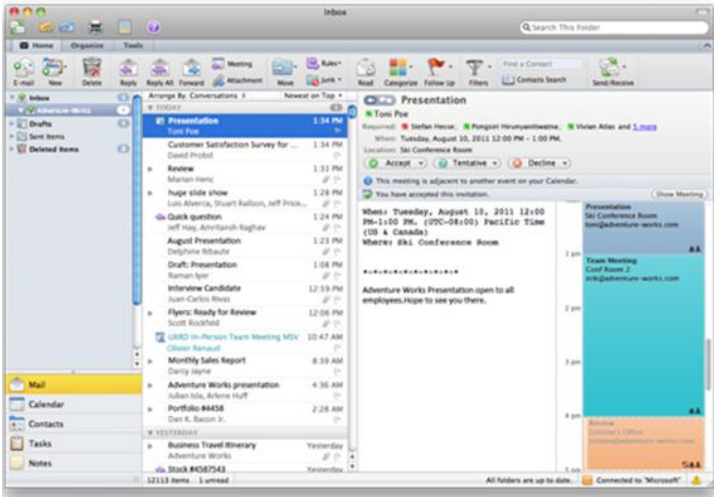 Inbox
Search This Folder
Home Organize Tools
E-mail New Delete Reply Reply All Forward Meeting Attachment Move Rules Junk Read Categorize Follow Up Filters Find a Contact Contacts Search Send/Receive
Inbox
Adventure-Works
Drafts
Sent Items
Deleted Items
Mail
Calendar
Contacts
Tasks
Notes
Arrange By: Conversations Newest on Top
TODAY
Presentation 1:34 PM
Toni Poe
Customer Satisfaction Survey for ... 1:34 PM
David Probst
Review 1:31 PM
Marian Henz
huge slide show 1:28 PM
Luis Alverca, Stuart Railson, Jeff Price...
Quick question 1:24 PM
Jeff Hay, Amritansh Raghav
August Presentation 1:23 PM
Delphine Ribaute
Draft: Presentation 1:08 PM
Raman Iyer
Interview Candidate 12:59 PM
Juan-Carlos Rivas
Flyers: Ready for Review 12:06 PM
Scott Rockfeld
UXRD In-Person Team Meeting MSV 10:47 AM
Olivier Renaud
Monthly Sales Report 8:39 AM
Darcy Jayne
Adventure Works presentation 4:36 AM
Julian Isla, Arlene Huff
Portfolio #4458 2:28 AM
Dan K. Bacon Jr.
YESTERDAY
Business Travel Itinerary Yesterday
Adventure Works
Stock #4587543 Yesterday
Presentation
Toni Poe
Required: Stefan Hesse; Pongsiri Hirunyanitiwatna; Vivian Atlas and 5 more
When: Tuesday, August 10, 2011 12:00 PM - 1:00 PM.
Location: Ski Conference Room
Accept Tentative Decline
This meeting is adjacent to another event on your Calendar.
You have accepted this invitation. Show Meeting
When: Tuesday, August 10, 2011 12:00
PM-1:00 PM. (UTC-08:00) Pacific Time
(US & Canada)
Where: Ski Conference Room
*~*~*~*~*~*~*~*~*~*
Adventure Works Presentation open to all
employees.Hope to see you there.
Presentation
Ski Conference Room
toni@adventure-works.com
1 pm
Team Meeting
Conf Room 2
erik@adventure-works.com
2 pm
3 pm
4 pm
Review
5 pm
12113 items 1 unread
All folders are up to date. Connected to "Microsoft"